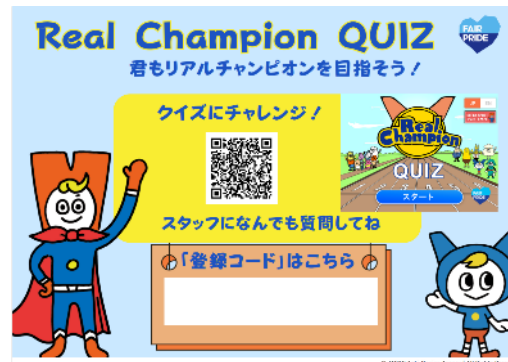 Real Champion QUIZ
FAIR
PRIDE
君もリアルチャンピオンを目指そう!
クイズにチャレンジ!
Real
Champion
QUIZ
スタート
スタッフになんでも質問してね
「登録コード」はこちら